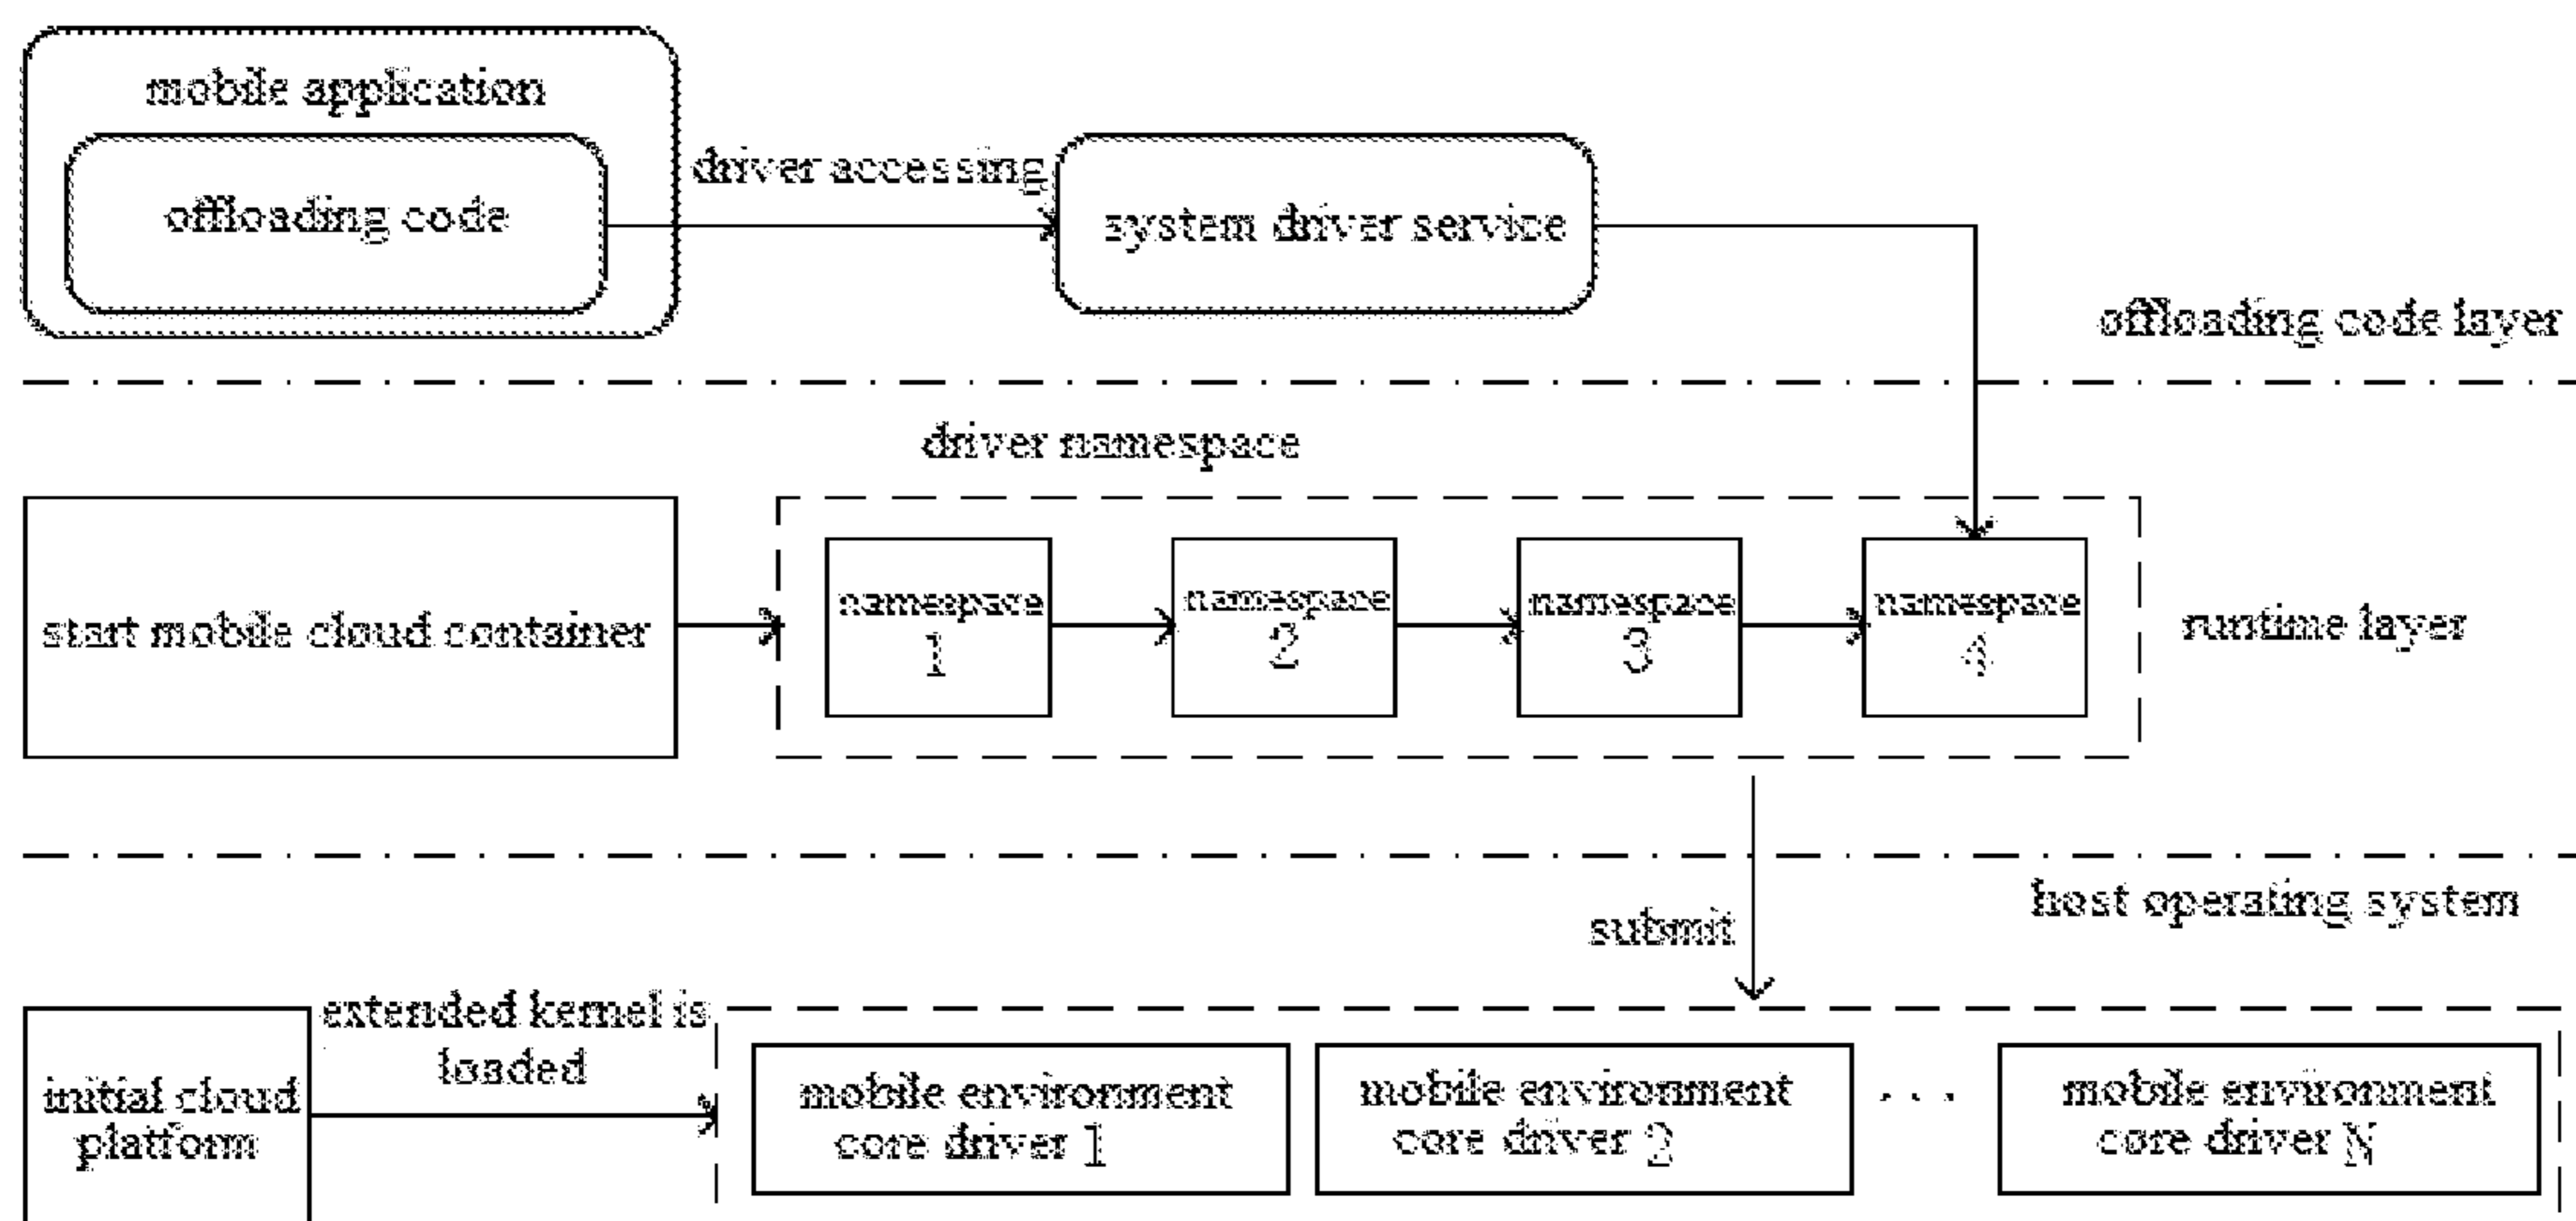 mobile application
offloading code
driver accessing
system driver service
offloading code layer
driver namespace
start mobile cloud container
namespace
1
namespace
2
namespace
3
namespace
4
runtime layer
submit
host operating system
initial cloud
platform
extended kernel is
loaded
mobile environment
core driver 1
mobile environment
core driver 2
. . .
mobile environment
core driver N